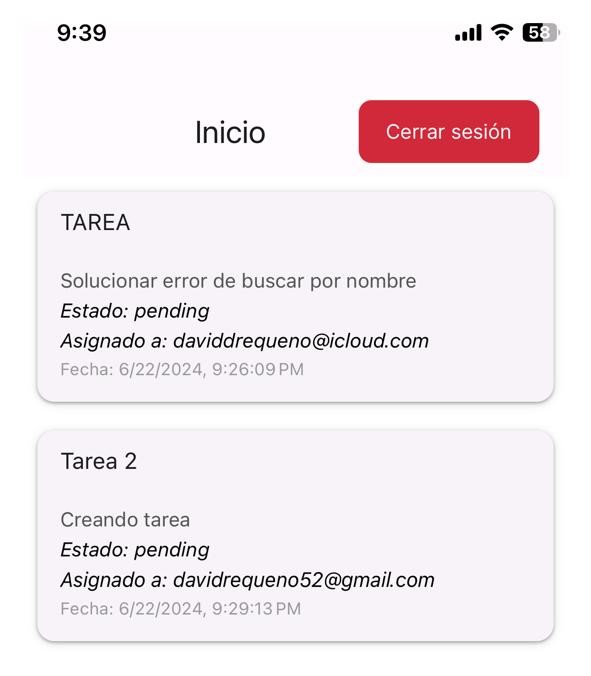 9:39
58
Inicio
Cerrar sesión
TAREA
Solucionar error de buscar por nombre
Estado: pending
Asignado a: daviddrequeno@icloud.com
Fecha: 6/22/2024, 9:26:09 PM
Tarea 2
Creando tarea
Estado: pending
Asignado a: davidrequeno52@gmail.com
Fecha: 6/22/2024, 9:29:13 PM